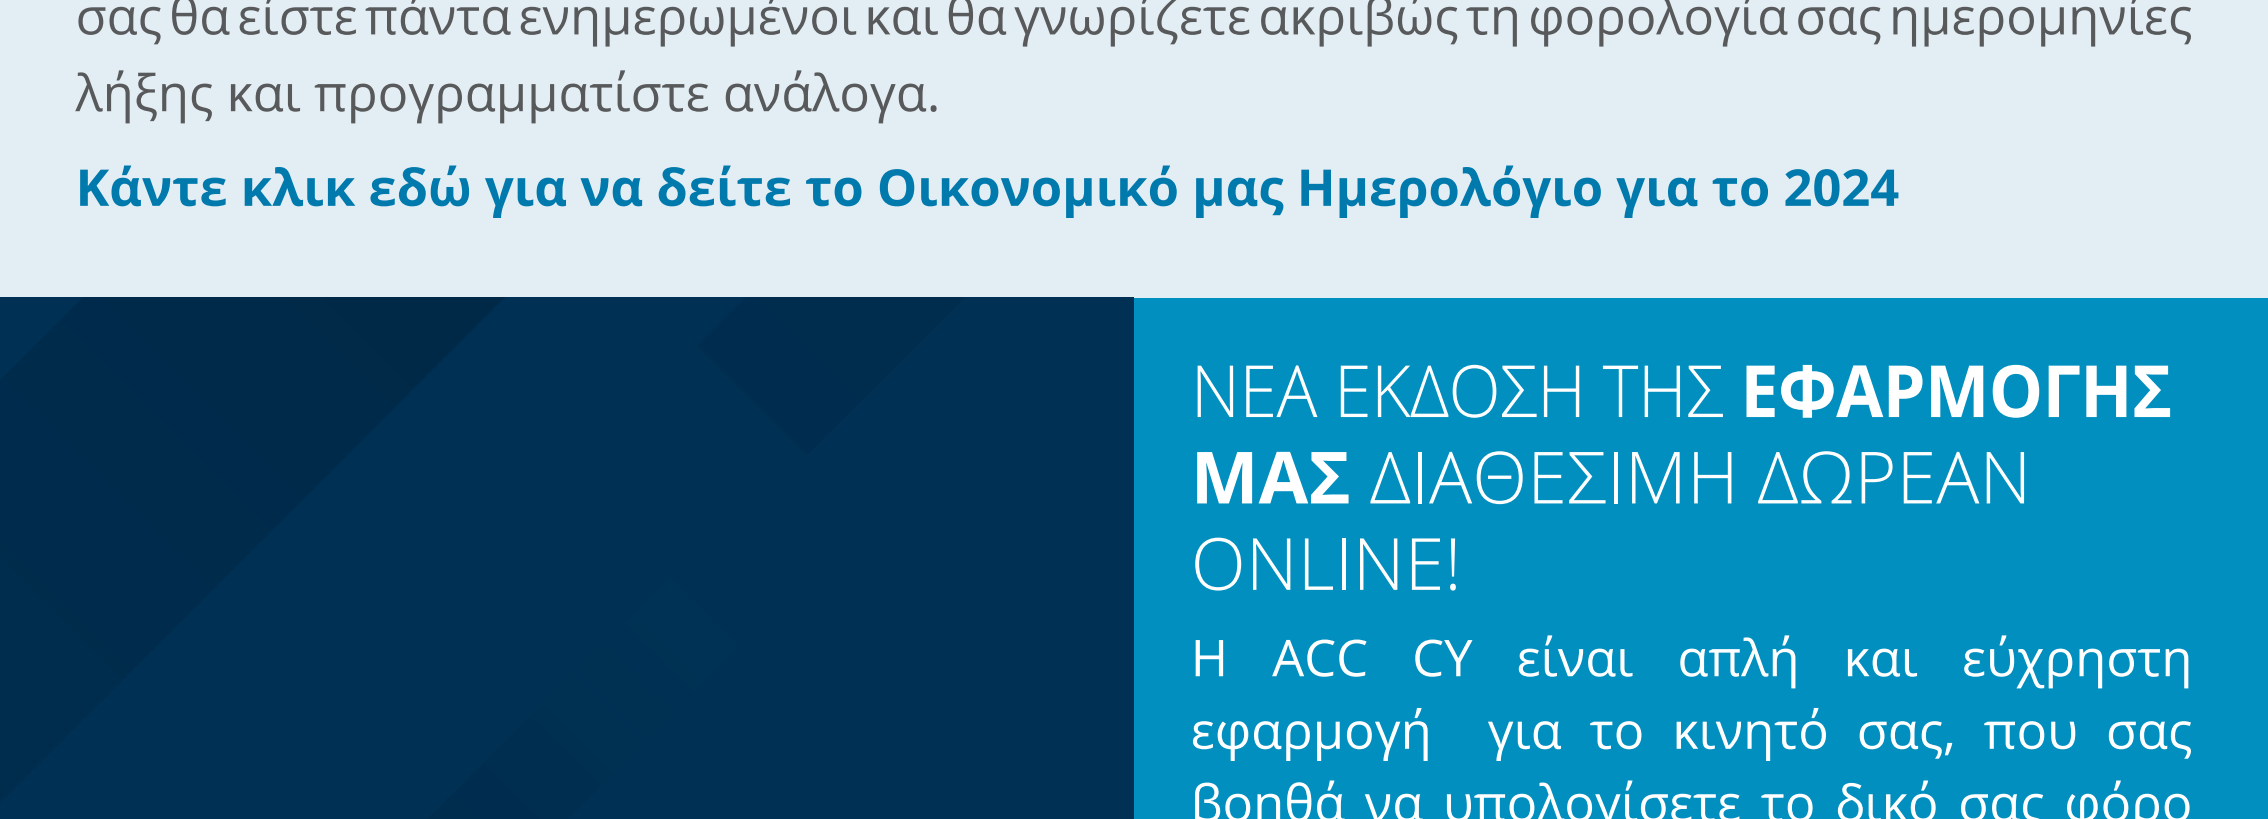 σας θα είστε πάντα ενημερωμένοι και θα γνωρίζετε ακριβώς τη φορολογία σας ημερομηνίες
λήξης και προγραμματίστε ανάλογα.
Κάντε κλικ εδώ για να δείτε το Οικονομικό μας Ημερολόγιο για το 2024
ΝΕΑ ΕΚΔΟΣΗ ΤΗΣ ΕΦΑΡΜΟΓΗΣ
ΜΑΣ ΔΙΑΘΕΣΙΜΗ ΔΩΡΕΑΝ
ONLINE!
Η ACC CY είναι απλή και εύχρηστη
εφαρμογή για το κινητό σας, που σας
βοηθά να υπολογίσετε το δικό σας φόρο